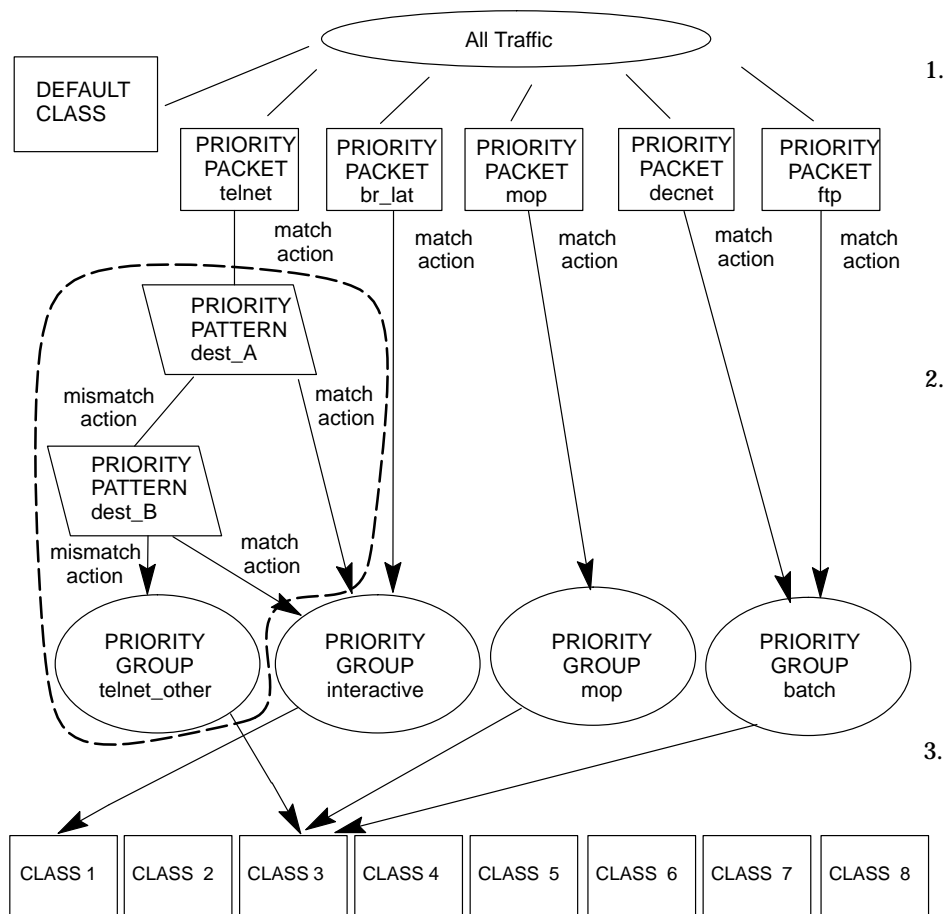 All Traffic
1.
DEFAULT
CLASS
PRIORITY
PACKET
telnet
PRIORITY
PACKET
br_lat
PRIORITY
PACKET
mop
PRIORITY
PACKET
decnet
PRIORITY
PACKET
ftp
match
action
match
action
match
action
match
action
match
action
PRIORITY
PATTERN
dest_A
2.
mismatch
action
match
action
PRIORITY
PATTERN
dest_B
mismatch
action
match
action
PRIORITY
GROUP
telnet_other
PRIORITY
GROUP
interactive
PRIORITY
GROUP
mop
PRIORITY
GROUP
batch
3.
CLASS 1
CLASS 2
CLASS 3
CLASS 4
CLASS 5
CLASS 6
CLASS 7
CLASS 8